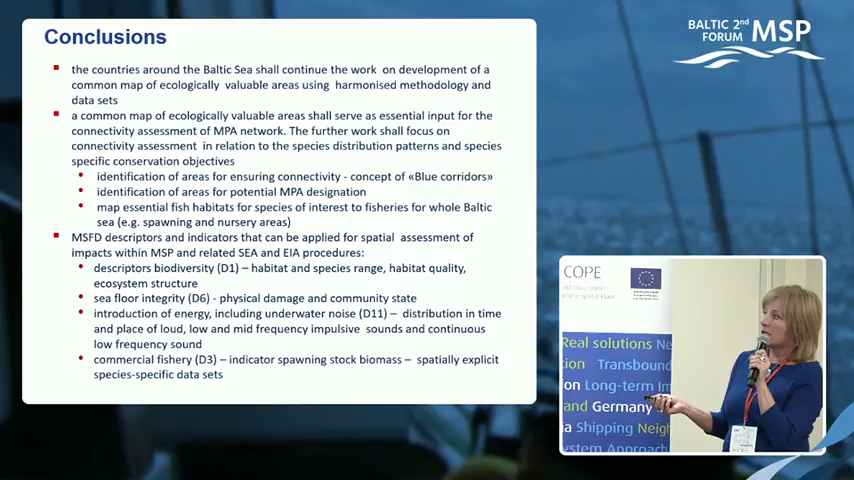 Conclusions
the countries around the Baltic Sea shall continue the work on development of a
common map of ecologically valuable areas using harmonised methodology and
data sets
a common map of ecologically valuable areas shall serve as essential input for the
connectivity assessment of MPA network. The further work shall focus on
connectivity assessment in relation to the species distribution patterns and species
specific conservation objectives
identification of areas for ensuring connectivity - concept of «Blue corridors»
identification of areas for potential MPA designation
map essential fish habitats for species of interest to fisheries for whole Baltic
sea (e.g. spawning and nursery areas)
MSFD descriptors and indicators that can be applied for spatial assessment of
impacts within MSP and related SEA and EIA procedures:
descriptors biodiversity (D1) – habitat and species range, habitat quality,
ecosystem structure
sea floor integrity (D6) - physical damage and community state
introduction of energy, including underwater noise (D11) – distribution in time
and place of loud, low and mid frequency impulsive sounds and continuous
low frequency sound
commercial fishery (D3) – indicator spawning stock biomass – spatially explicit
species-specific data sets
BALTIC 2nd
FORUM MSP
COPE
Real solutions Ne
tion Transbound
on Long-term Im
and Germany
ia Shipping Neigh
ystem Approach